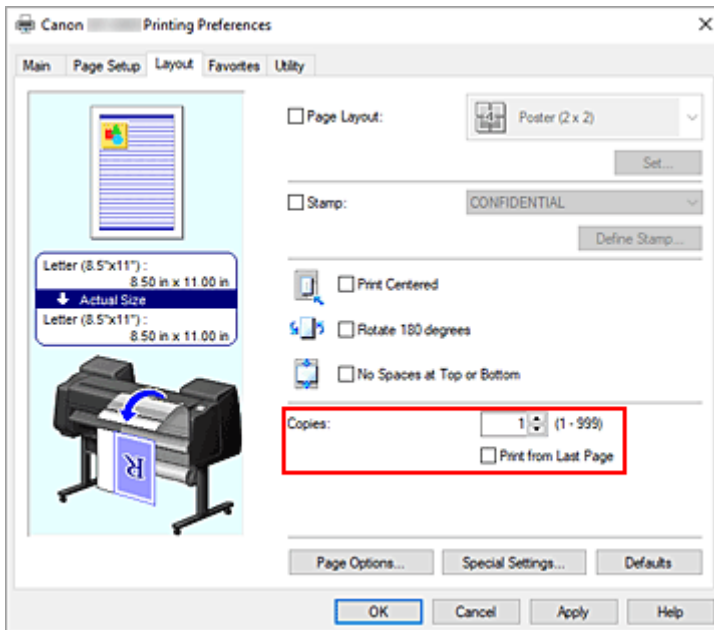 Canon Printing Preferences
Main Page Setup Layout Favorites Utility
Page Layout: Poster (2 x 2)
Set...
Stamp: CONFIDENTIAL
Define Stamp...
Letter (8.5"x11") :
8.50 in x 11.00 in
Actual Size
Letter (8.5"x11") :
8.50 in x 11.00 in
Print Centered
Rotate 180 degrees
No Spaces at Top or Bottom
Copies: 1 (1 - 999)
Print from Last Page
R
Page Options... Special Settings... Defaults
OK Cancel Apply Help